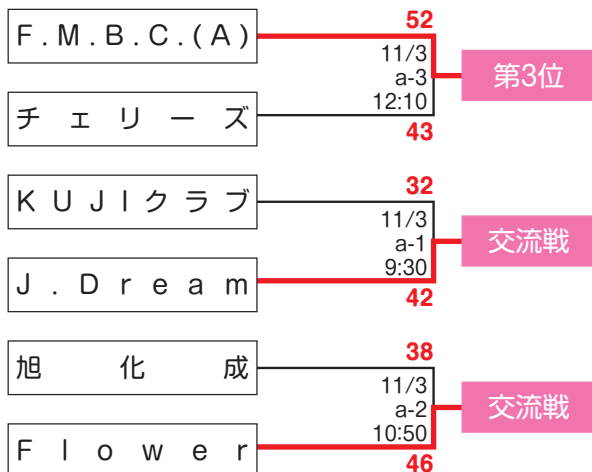 52
F.M.B.C.(A)
11/3
a-3
12:10
第3位
チェリーズ
43
32
KUJIクラブ
11/3
a-1
9:30
交流戦
J.Dream
42
38
旭化成
11/3
a-2
10:50
交流戦
Flower
46